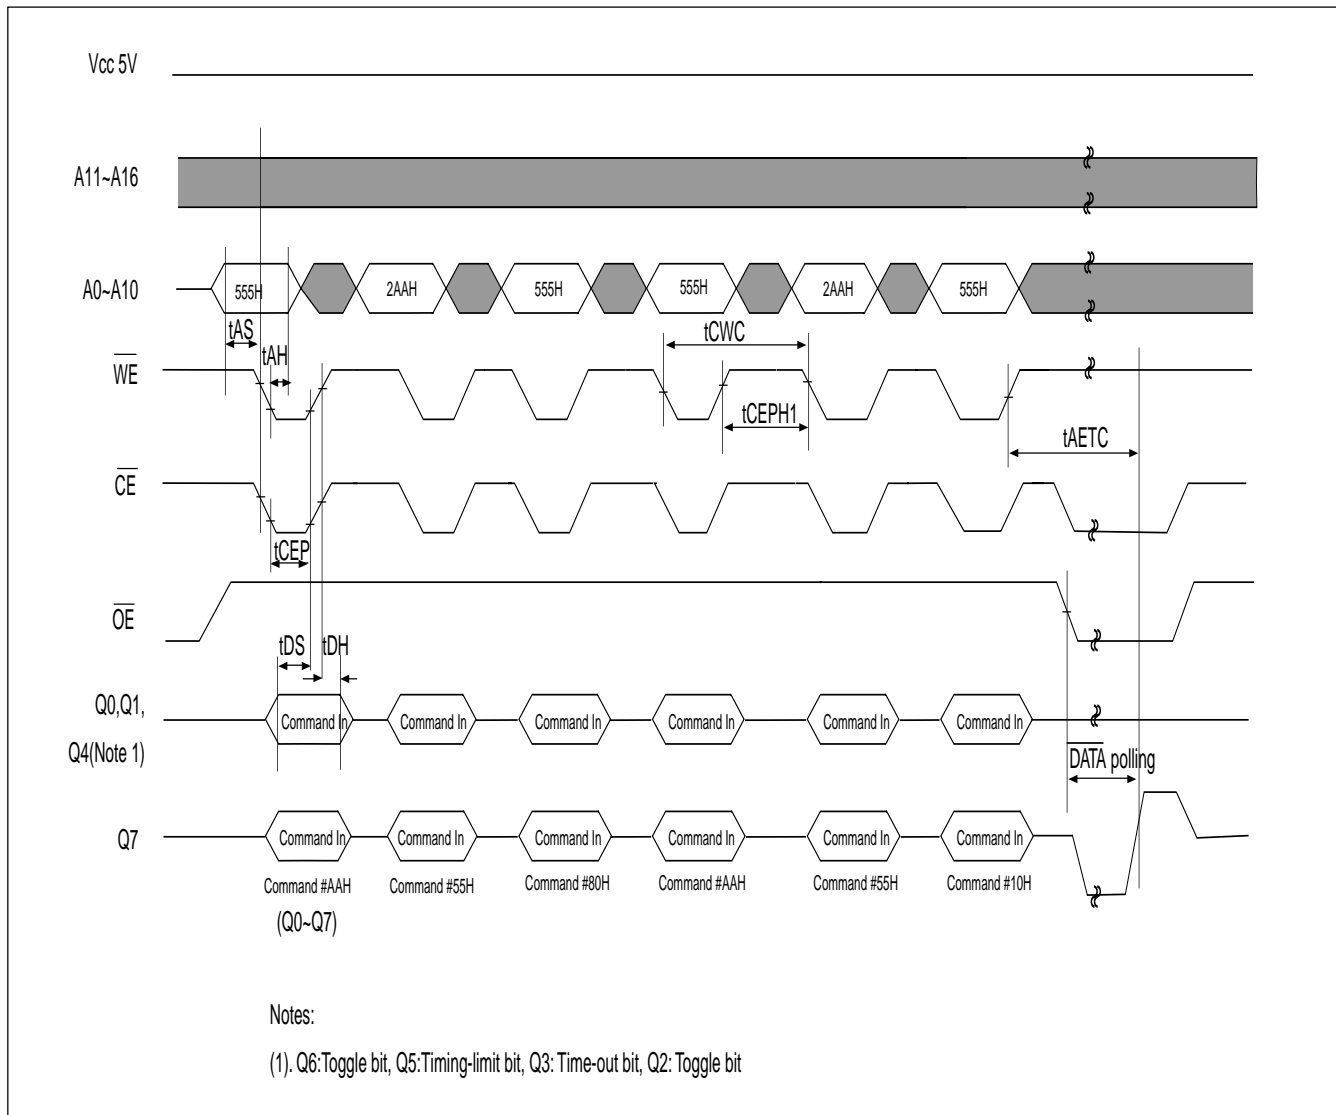 Vcc 5V
A11~A16
A0~A10
555H 2AAH 555H 555H 2AAH 555H
tAS
tAH
tCWC
WE
tCEPH1
tAETC
CE
tCEP
OE
tDS tDH
Q0,Q1,
Q4(Note 1)
Command In Command In Command In Command In Command In Command In
DATA polling
Q7
Command In Command In Command In Command In Command In Command In
Command #AAH Command #55H Command #80H Command #AAH Command #55H Command #10H
(Q0~Q7)
Notes:
(1). Q6:Toggle bit, Q5:Timing-limit bit, Q3: Time-out bit, Q2: Toggle bit